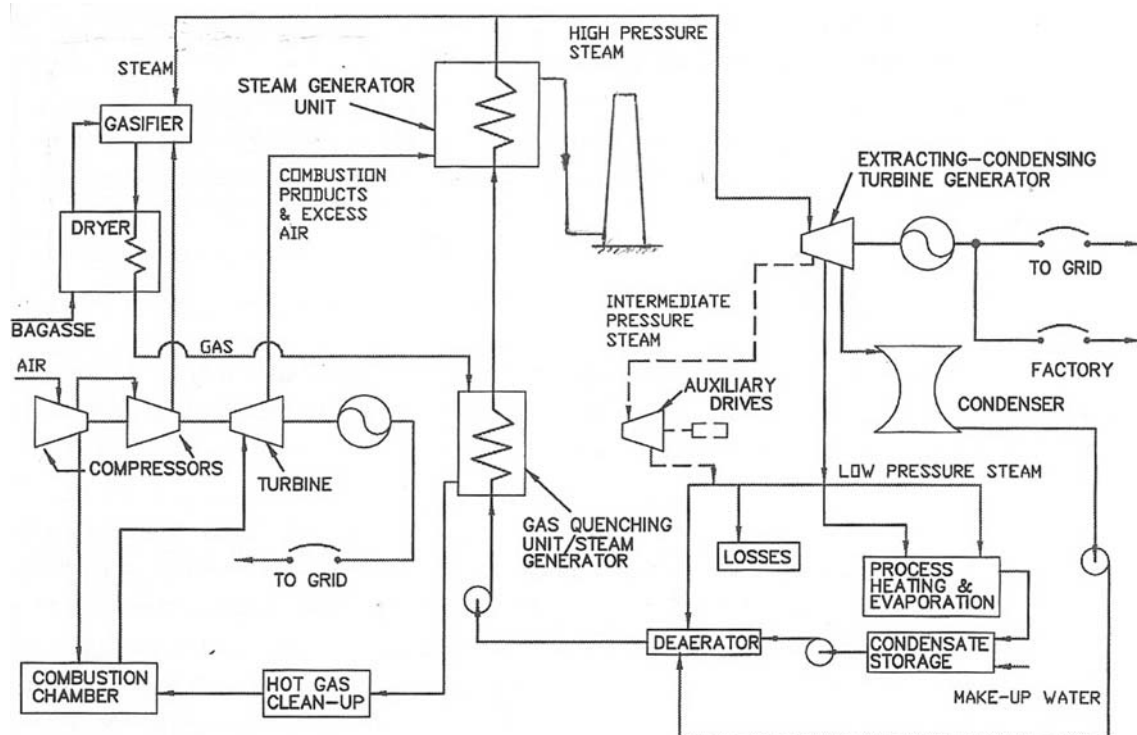 HIGH PRESSURE
STEAM
STEAM
STEAM GENERATOR
UNIT
GASIFIER
EXTRACTING-CONDENSING
TURBINE GENERATOR
COMBUSTION
PRODUCTS
& EXCESS
AIR
DRYER
TO GRID
INTERMEDIATE
PRESSURE
STEAM
BAGASSE
GAS
AIR
FACTORY
AUXILIARY
DRIVES
CONDENSER
COMPRESSORS
TURBINE
LOW PRESSURE STEAM
GAS QUENCHING
UNIT/STEAM
GENERATOR
LOSSES
TO GRID
PROCESS
HEATING &
EVAPORATION
DEAERATOR
CONDENSATE
STORAGE
COMBUSTION
CHAMBER
HOT GAS
CLEAN-UP
MAKE-UP WATER